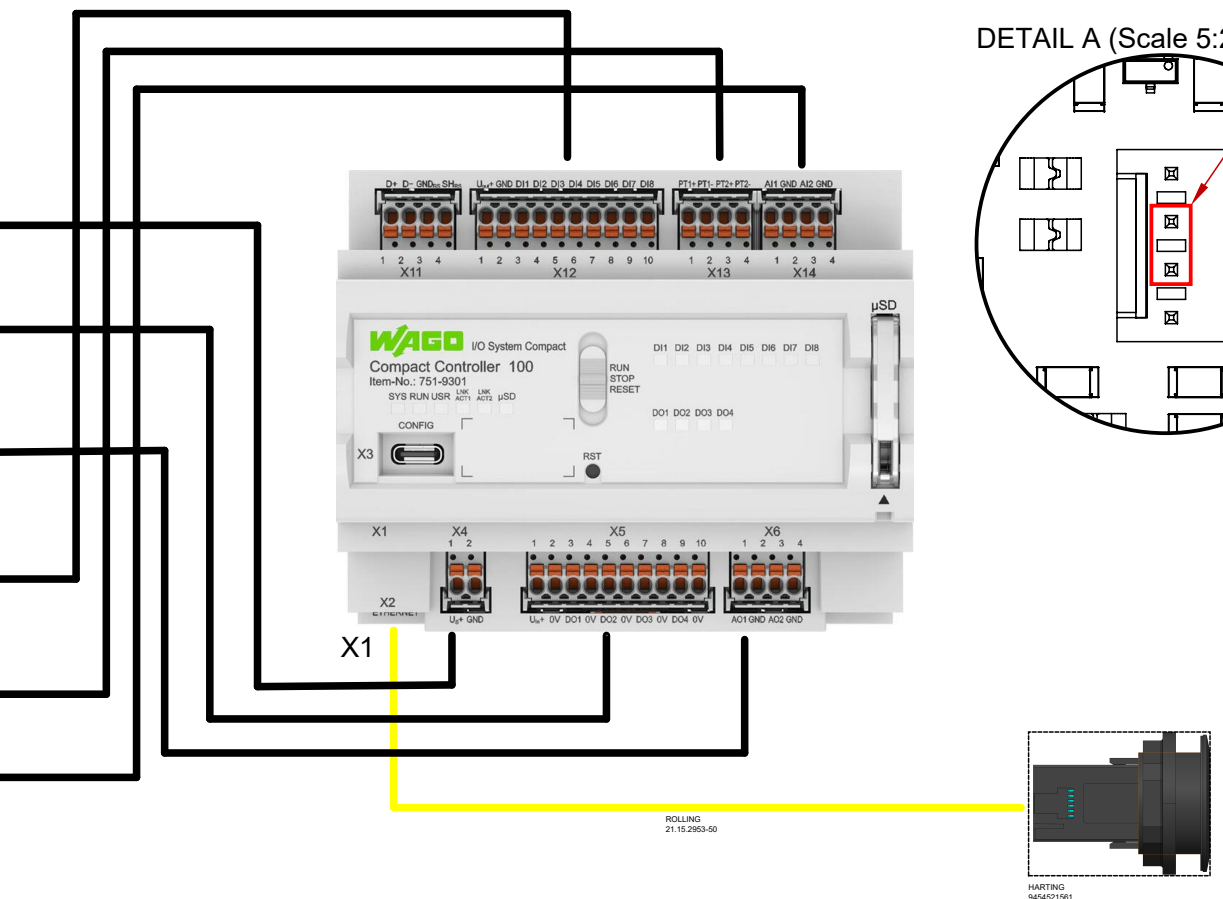 DETAIL A (Scale 5:2
D+ D- GNDRS SHRS
Uin+ GND DI1 DI2 DI3 DI4 DI5 DI6 DI7 DI8
PT1+ PT1- PT2+ PT2-
AI1 GND AI2 GND
1 2 3 4
1 2 3 4 5 6 7 8 9 10
1 2 3 4
1 2 3 4
X11
X12
X13
X14
µSD
WAGO I/O System Compact
Compact Controller 100
Item-No.: 751-9301
SYS RUN USR LNK ACT1 LNK ACT2 µSD
CONFIG
X3
RUN
STOP
RESET
RST
DI1 DI2 DI3 DI4 DI5 DI6 DI7 DI8
DO1 DO2 DO3 DO4
X1
X4
X5
X6
1 2
1 2 3 4 5 6 7 8 9 10
1 2 3 4
X2
ETHERNET
GND
0V DO1 0V DO2 0V DO3 0V DO4 0V
AO1 GND AO2 GND
X1
ROLLING
21.15.2953-50
HARTING
9454521561